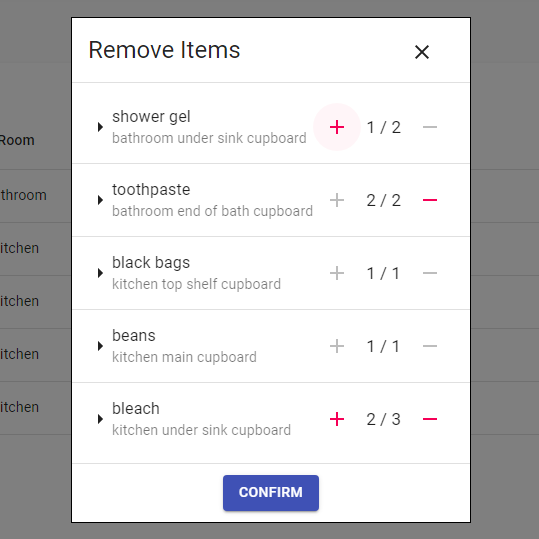 Remove Items
Room
throom
itchen
itchen
itchen
itchen
shower gel
bathroom under sink cupboard
1 / 2
toothpaste
bathroom end of bath cupboard
2 / 2
black bags
kitchen top shelf cupboard
1 / 1
beans
kitchen main cupboard
1 / 1
bleach
kitchen under sink cupboard
2 / 3
CONFIRM